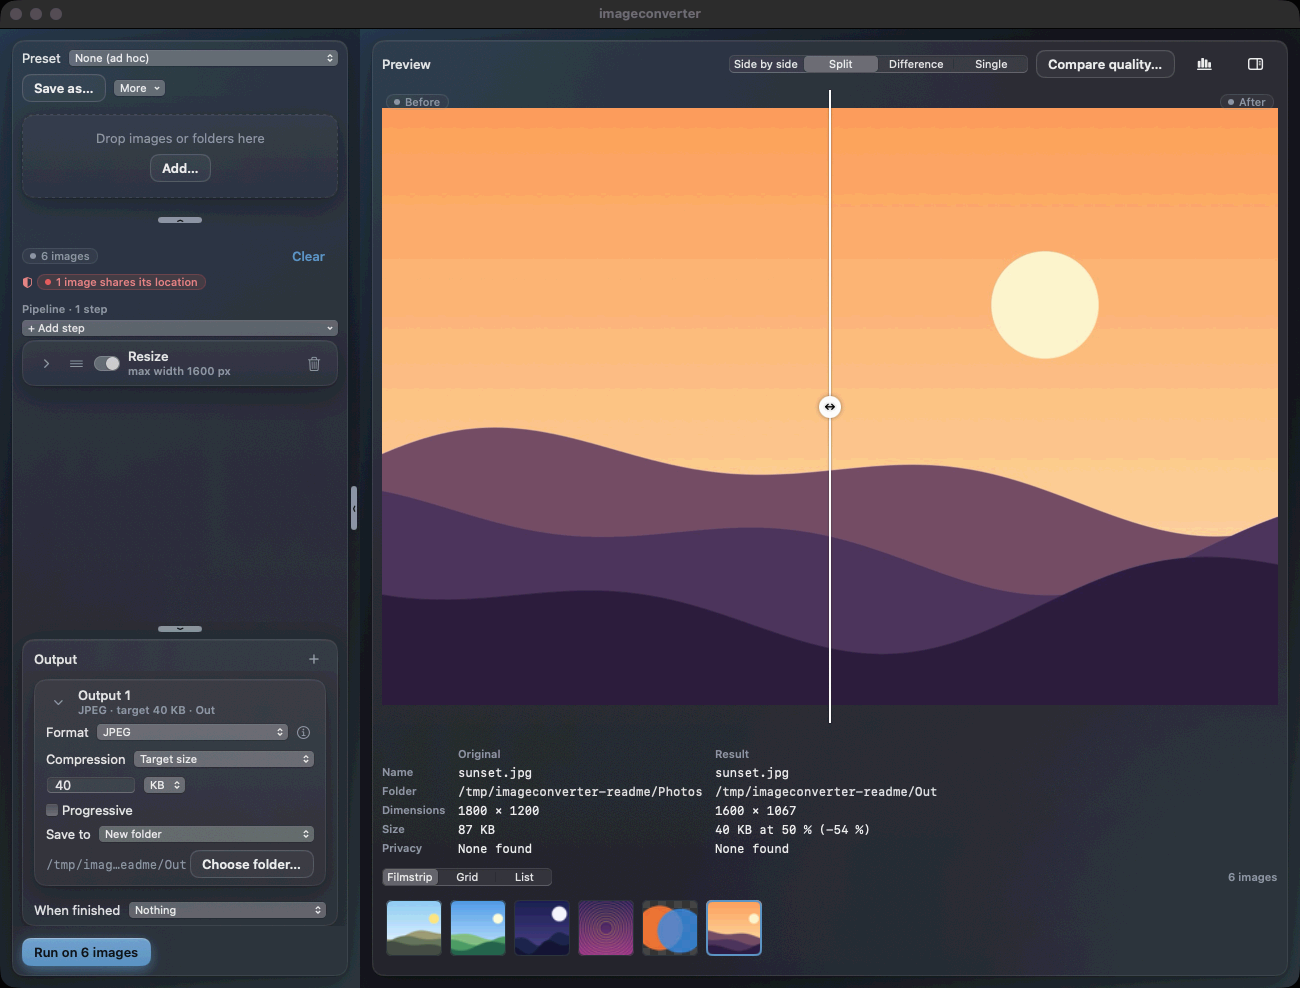 imageconverter
Preset None (ad hoc)
Save as... More
Drop images or folders here
Add...
6 images Clear
1 image shares its location
Pipeline · 1 step
+ Add step
Resize
max width 1600 px
Output
Output 1
JPEG · target 40 KB · Out
Format JPEG
Compression Target size
40 KB
Progressive
Save to New folder
/tmp/imag…eadme/Out Choose folder...
When finished Nothing
Run on 6 images
Preview Side by side Split Difference Single Compare quality...
Before After
Original Result
Name sunset.jpg sunset.jpg
Folder /tmp/imageconverter-readme/Photos /tmp/imageconverter-readme/Out
Dimensions 1800 × 1200 1600 × 1067
Size 87 KB 40 KB at 50 % (−54 %)
Privacy None found None found
Filmstrip Grid List 6 images